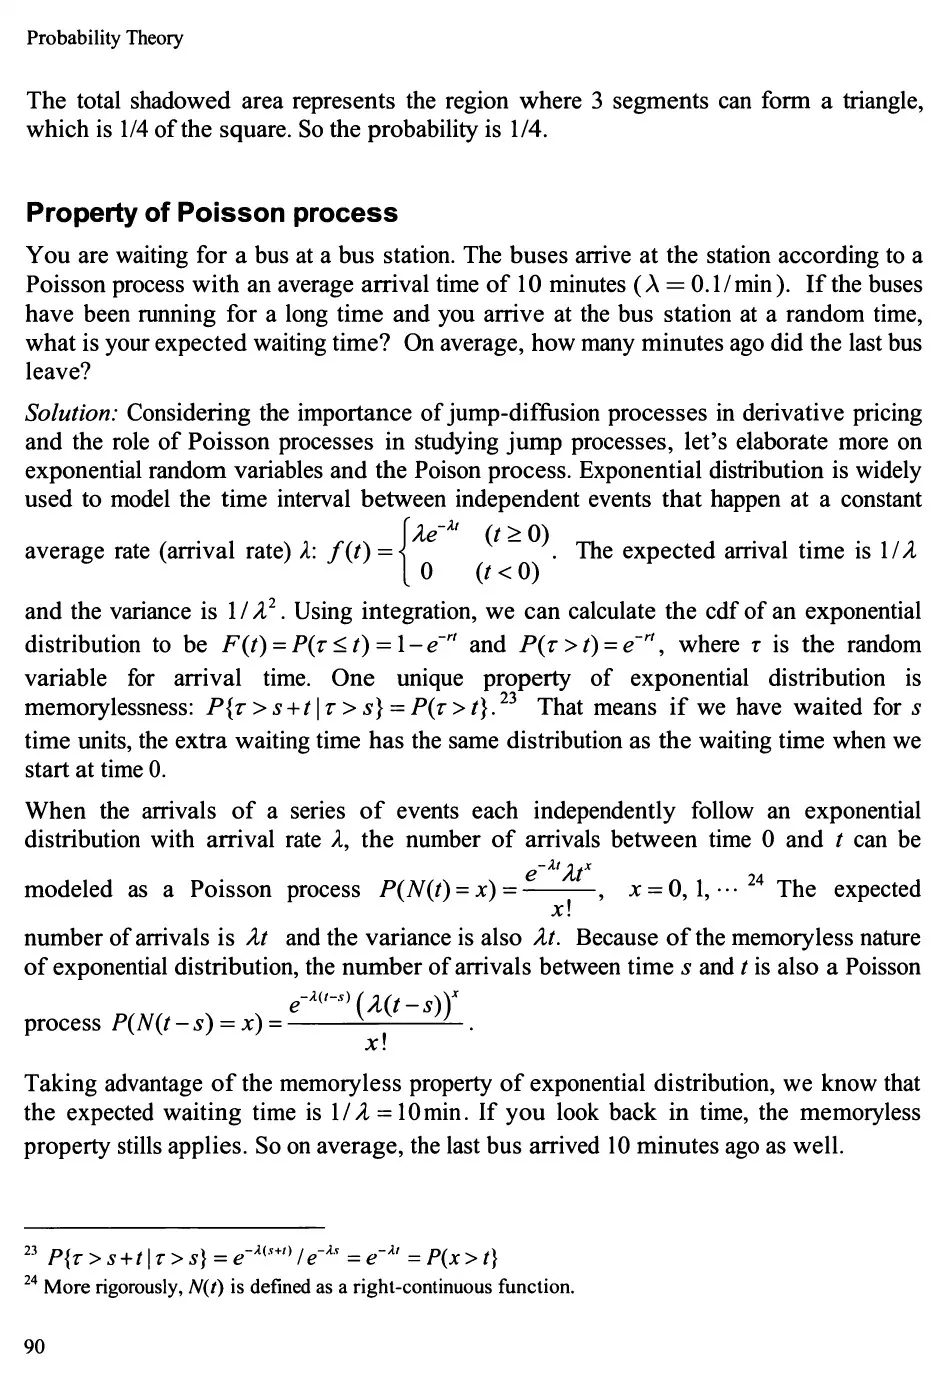 Probability Theory
The total shadowed area represents the region where 3 segments can form a triangle,
which is 1/4 of the square. So the probability is 1/4.
Property of Poisson process
You are waiting for a bus at a bus station. The buses arrive at the station according to a
Poisson process with an average arrival time of 10 minutes (λ = 0.1/min). If the buses
have been running for a long time and you arrive at the bus station at a random time,
what is your expected waiting time? On average, how many minutes ago did the last bus
leave?
Solution: Considering the importance of jump-diffusion processes in derivative pricing
and the role of Poisson processes in studying jump processes, let's elaborate more on
exponential random variables and the Poison process. Exponential distribution is widely
used to model the time interval between independent events that happen at a constant
average rate (arrival rate) λ: f(t) = { λe^{-λt} (t ≥ 0) 0 (t < 0) . The expected arrival time is 1/λ
and the variance is 1/λ². Using integration, we can calculate the cdf of an exponential
distribution to be F(t) = P(τ ≤ t) = 1 − e^{-rt} and P(τ > t) = e^{-rt}, where τ is the random
variable for arrival time. One unique property of exponential distribution is
memorylessness: P{τ > s + t | τ > s} = P(τ > t}.²³ That means if we have waited for s
time units, the extra waiting time has the same distribution as the waiting time when we
start at time 0.
When the arrivals of a series of events each independently follow an exponential
distribution with arrival rate λ, the number of arrivals between time 0 and t can be
modeled as a Poisson process P(N(t) = x) = e^{-λt}λt^x / x!, x = 0, 1, ⋯ ²⁴ The expected
number of arrivals is λt and the variance is also λt. Because of the memoryless nature
of exponential distribution, the number of arrivals between time s and t is also a Poisson
process P(N(t − s) = x) = e^{-λ(t-s)}(λ(t − s))^x / x!.
Taking advantage of the memoryless property of exponential distribution, we know that
the expected waiting time is 1/λ = 10min. If you look back in time, the memoryless
property stills applies. So on average, the last bus arrived 10 minutes ago as well.
²³ P{τ > s + t | τ > s} = e^{-λ(s+t)} / e^{-λs} = e^{-λt} = P(x > t}
²⁴ More rigorously, N(t) is defined as a right-continuous function.
90